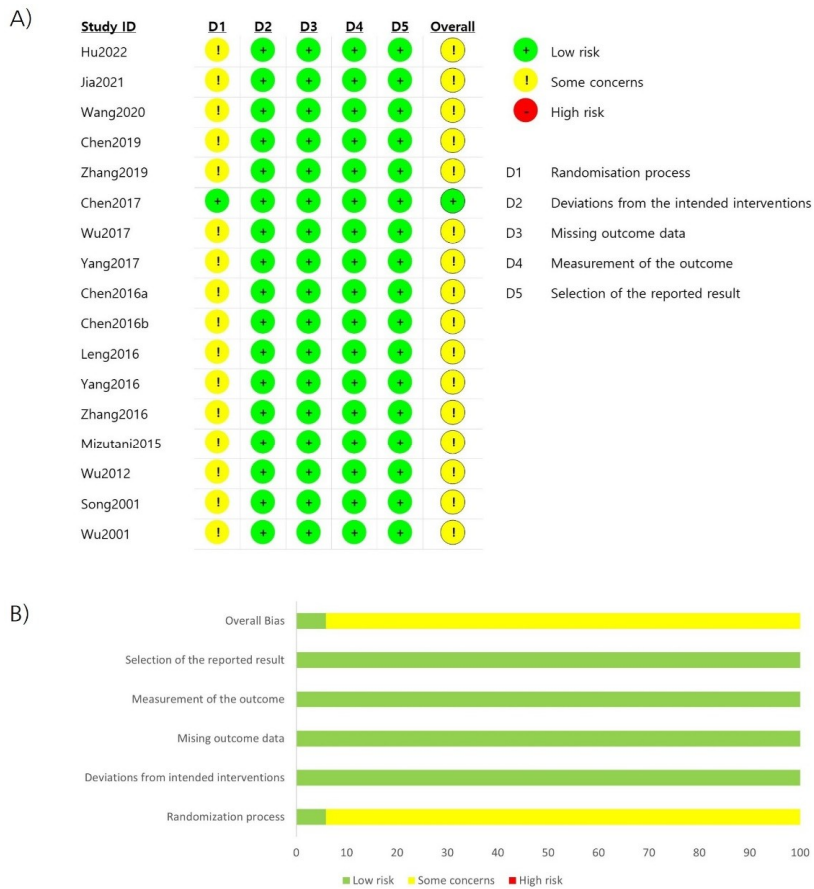 A)
Study ID D1 D2 D3 D4 D5 Overall
Hu2022 ! + + + + !
Jia2021 ! + + + + !
Wang2020 ! + + + + !
Chen2019 ! + + + + !
Zhang2019 ! + + + + !
Chen2017 + + + + + +
Wu2017 ! + + + + !
Yang2017 ! + + + + !
Chen2016a ! + + + + !
Chen2016b ! + + + + !
Leng2016 ! + + + + !
Yang2016 ! + + + + !
Zhang2016 ! + + + + !
Mizutani2015 ! + + + + !
Wu2012 ! + + + + !
Song2001 ! + + + + !
Wu2001 ! + + + + !
+ Low risk
! Some concerns
- High risk
D1 Randomisation process
D2 Deviations from the intended interventions
D3 Missing outcome data
D4 Measurement of the outcome
D5 Selection of the reported result
B)
Overall Bias
Selection of the reported result
Measurement of the outcome
Mising outcome data
Deviations from intended interventions
Randomization process
0 10 20 30 40 50 60 70 80 90 100
Low risk Some concerns High risk